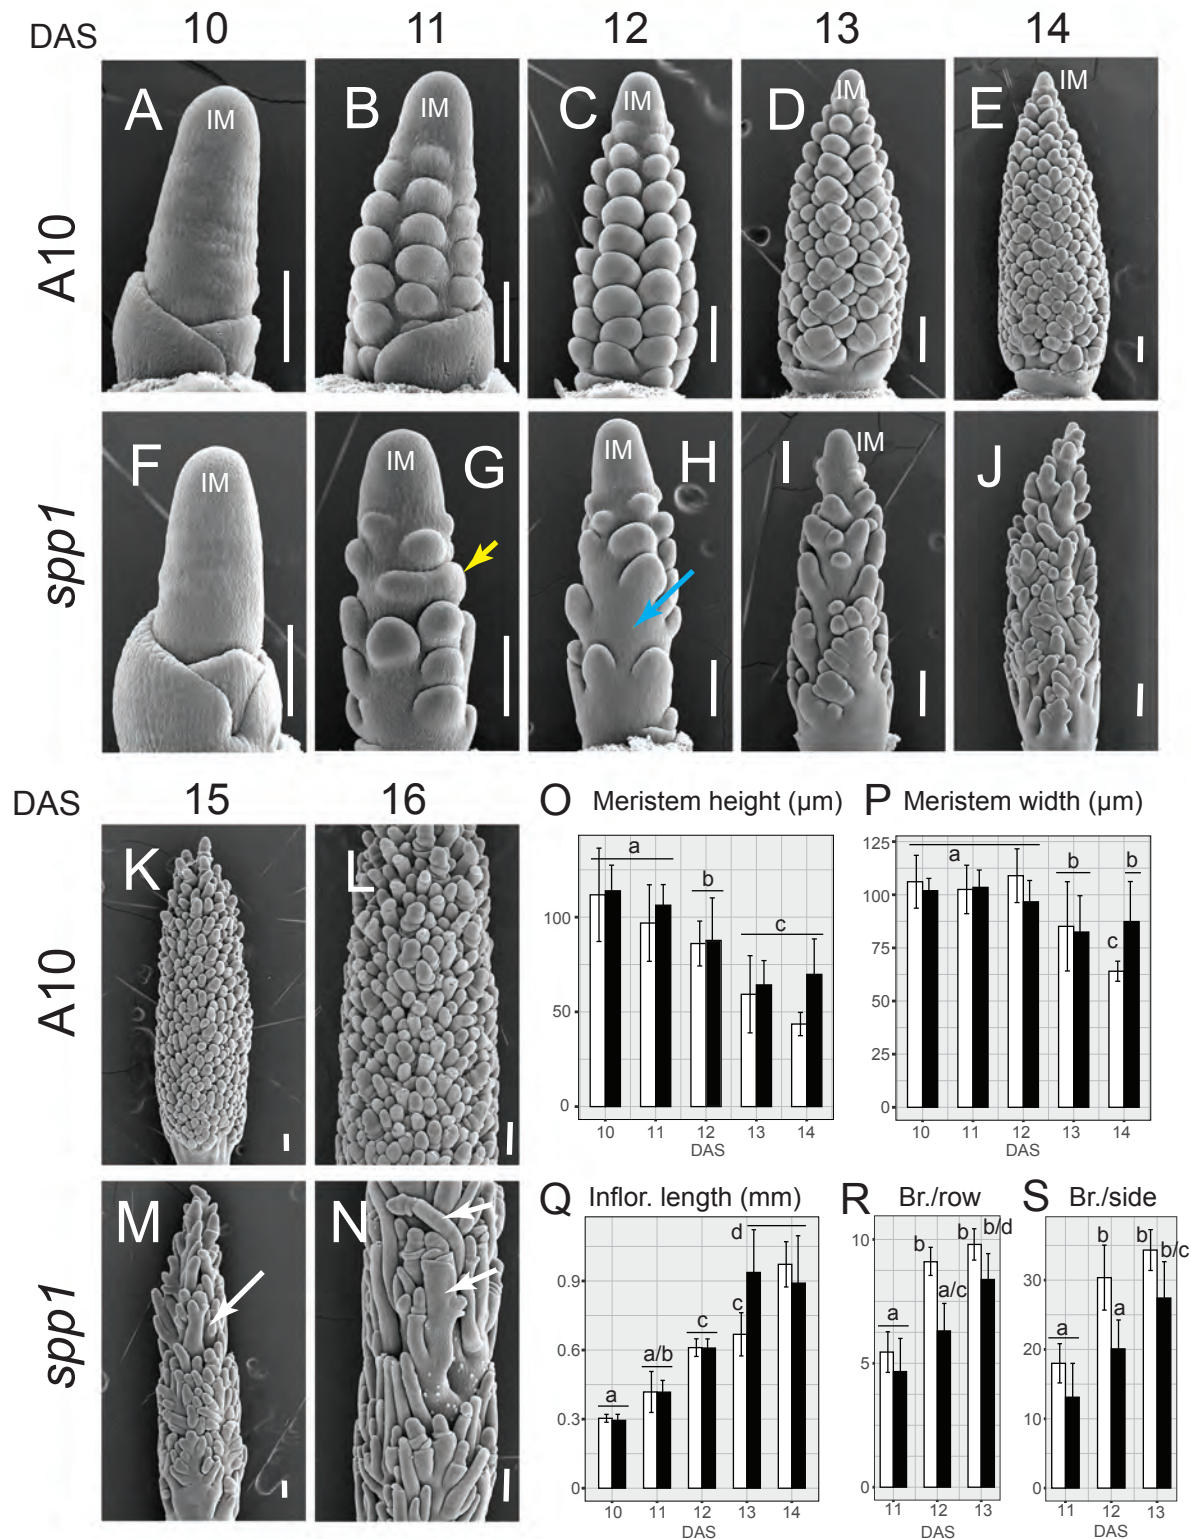 DAS 10 11 12 13 14
A10
A IM
B IM
C IM
D IM
E IM
spp1
F IM
G IM
H IM
I IM
J
DAS 15 16
A10
K
L
spp1
M
N
O Meristem height (µm)
a
b
c
100
50
0
10 11 12 13 14
DAS
P Meristem width (µm)
a
b
b
c
125
100
75
50
25
0
10 11 12 13 14
DAS
Q Inflor. length (mm)
a
a/b
c
c
d
0.9
0.6
0.3
0
10 11 12 13 14
DAS
R Br./row
a
b
a/c
b
b/d
10
5
0
11 12 13
S Br./side
a
b
a
b
b/c
30
20
10
0
11 12 13
DAS